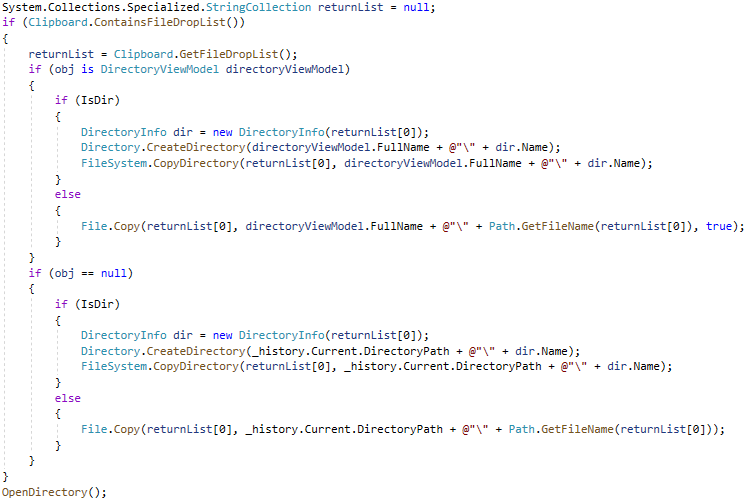 System.Collections.Specialized.StringCollection returnList = null;
if (Clipboard.ContainsFileDropList())
{
    returnList = Clipboard.GetFileDropList();
    if (obj is DirectoryViewModel directoryViewModel)
    {
        if (IsDir)
        {
            DirectoryInfo dir = new DirectoryInfo(returnList[0]);
            Directory.CreateDirectory(directoryViewModel.FullName + @"\" + dir.Name);
            FileSystem.CopyDirectory(returnList[0], directoryViewModel.FullName + @"\" + dir.Name);
        }
        else
        {
            File.Copy(returnList[0], directoryViewModel.FullName + @"\" + Path.GetFileName(returnList[0]), true);
        }
    }
    if (obj == null)
    {
        if (IsDir)
        {
            DirectoryInfo dir = new DirectoryInfo(returnList[0]);
            Directory.CreateDirectory(_history.Current.DirectoryPath + @"\" + dir.Name);
            FileSystem.CopyDirectory(returnList[0], _history.Current.DirectoryPath + @"\" + dir.Name);
        }
        else
        {
            File.Copy(returnList[0], _history.Current.DirectoryPath + @"\" + Path.GetFileName(returnList[0]));
        }
    }
}
OpenDirectory();